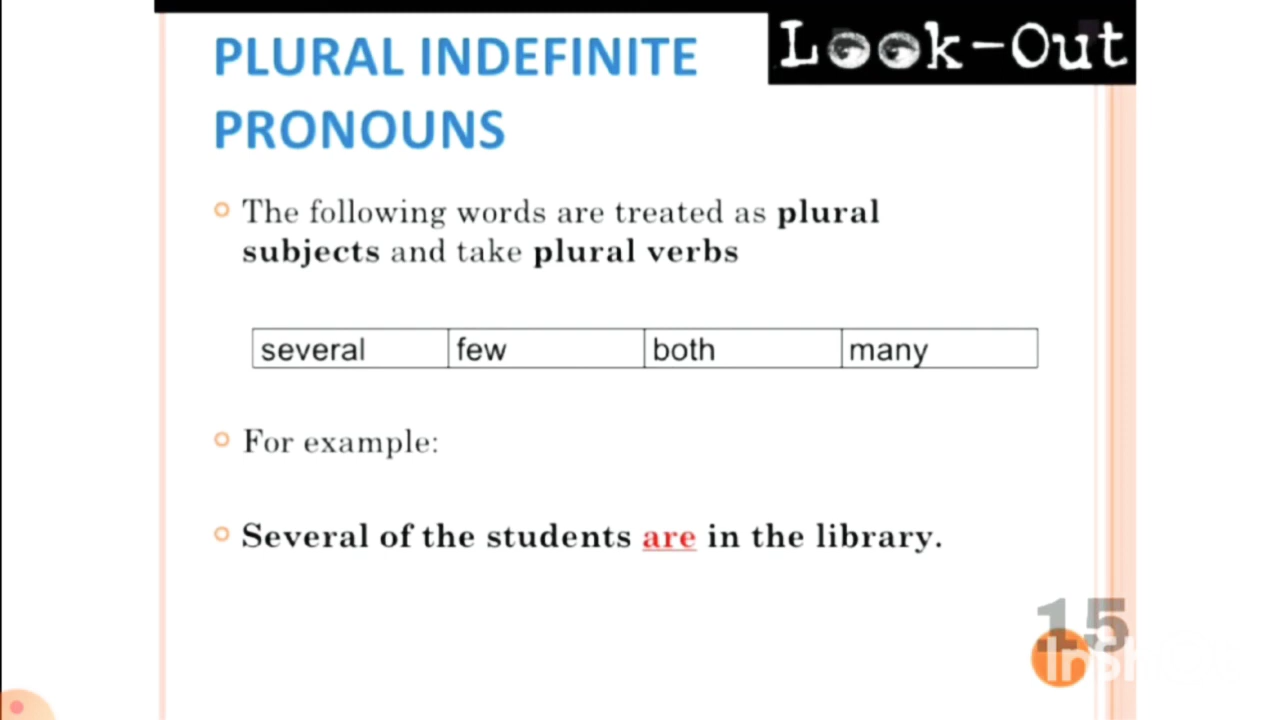 PLURAL INDEFINITE
PRONOUNS
Look-Out
The following words are treated as plural
subjects and take plural verbs
several few both many
For example:
Several of the students are in the library.
15